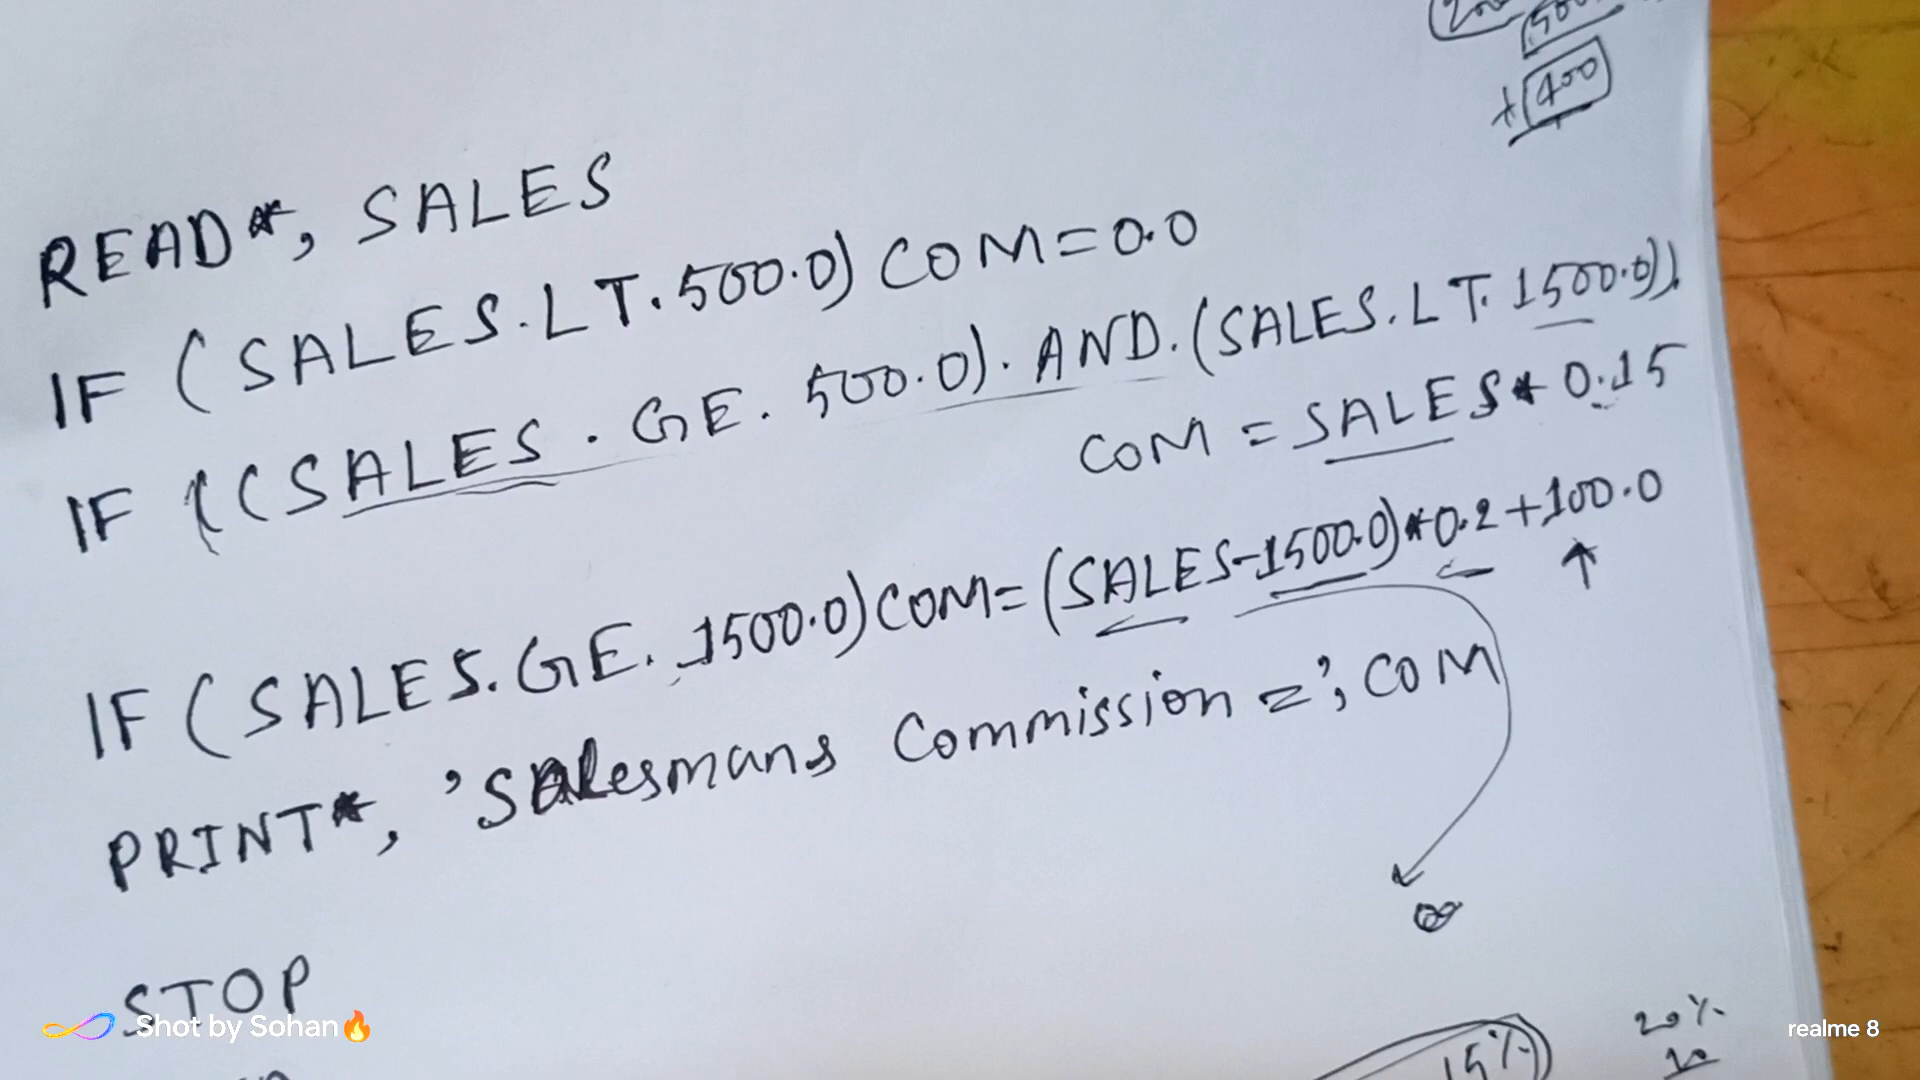 + 400
READ*, SALES
IF (SALES.LT.500.0) COM=0.0
IF ((SALES.GE.500.0).AND.(SALES.LT.1500.0))
COM = SALES*0.15
IF (SALES.GE.1500.0)COM=(SALES-1500.0)*0.2+100.0
PRINT*, 'Salesmans Commission =', COM
STOP
15%
20%
10
Shot by Sohan🔥
realme 8